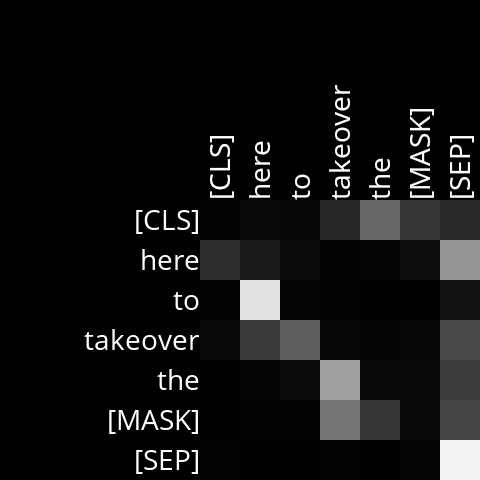 [CLS] here to takeover the [MASK] [SEP]
[CLS]
here
to
takeover
the
[MASK]
[SEP]